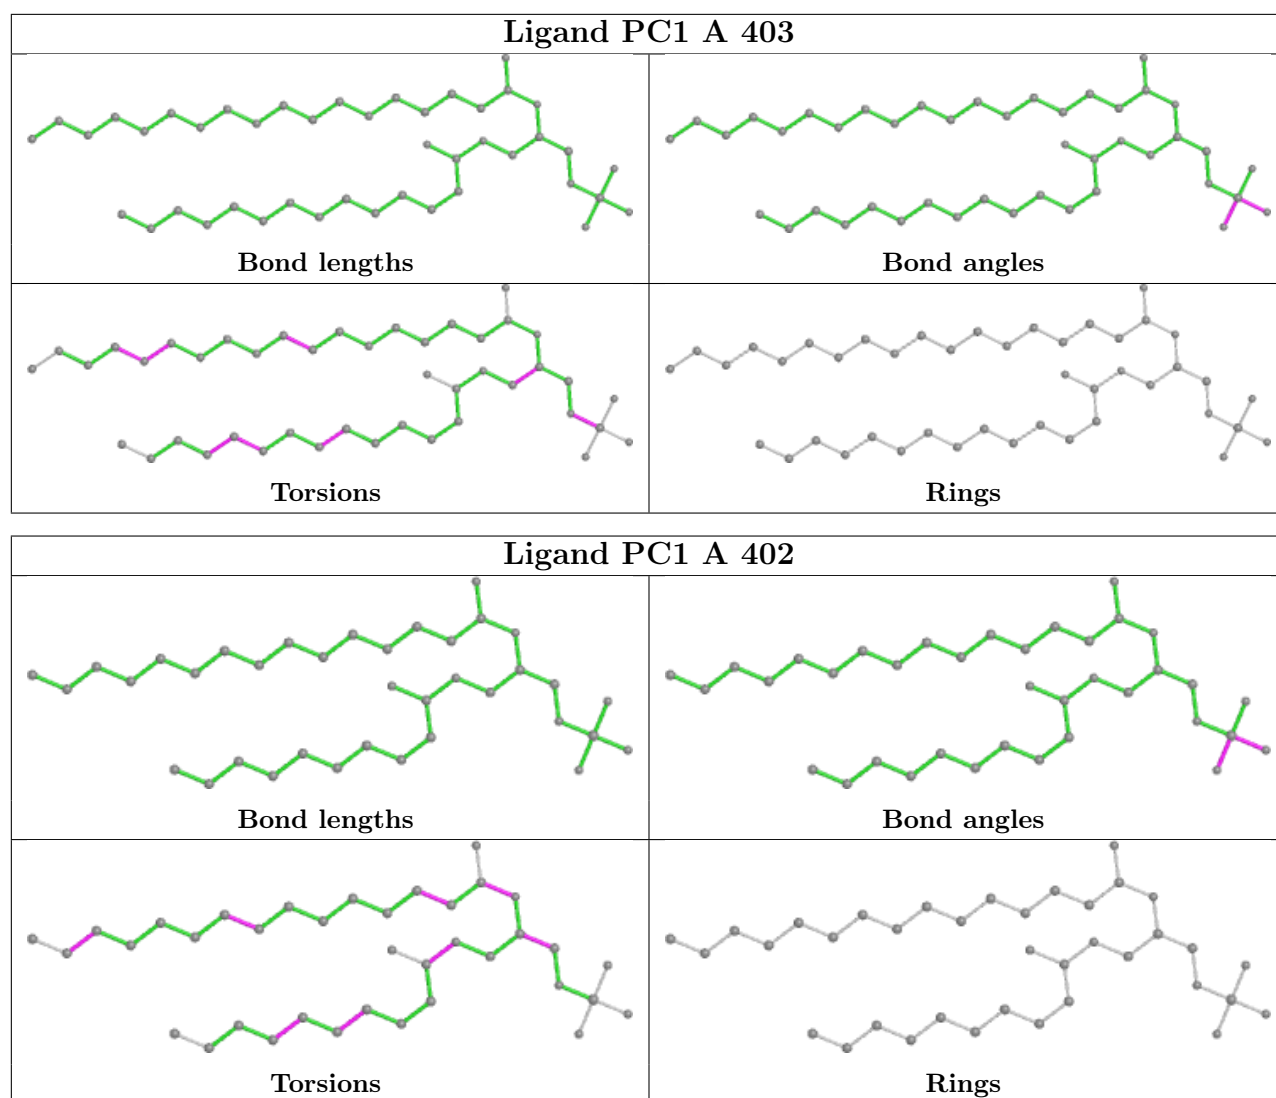 Ligand PC1 A 403
Bond lengths
Bond angles
Torsions
Rings
Ligand PC1 A 402
Bond lengths
Bond angles
Torsions
Rings